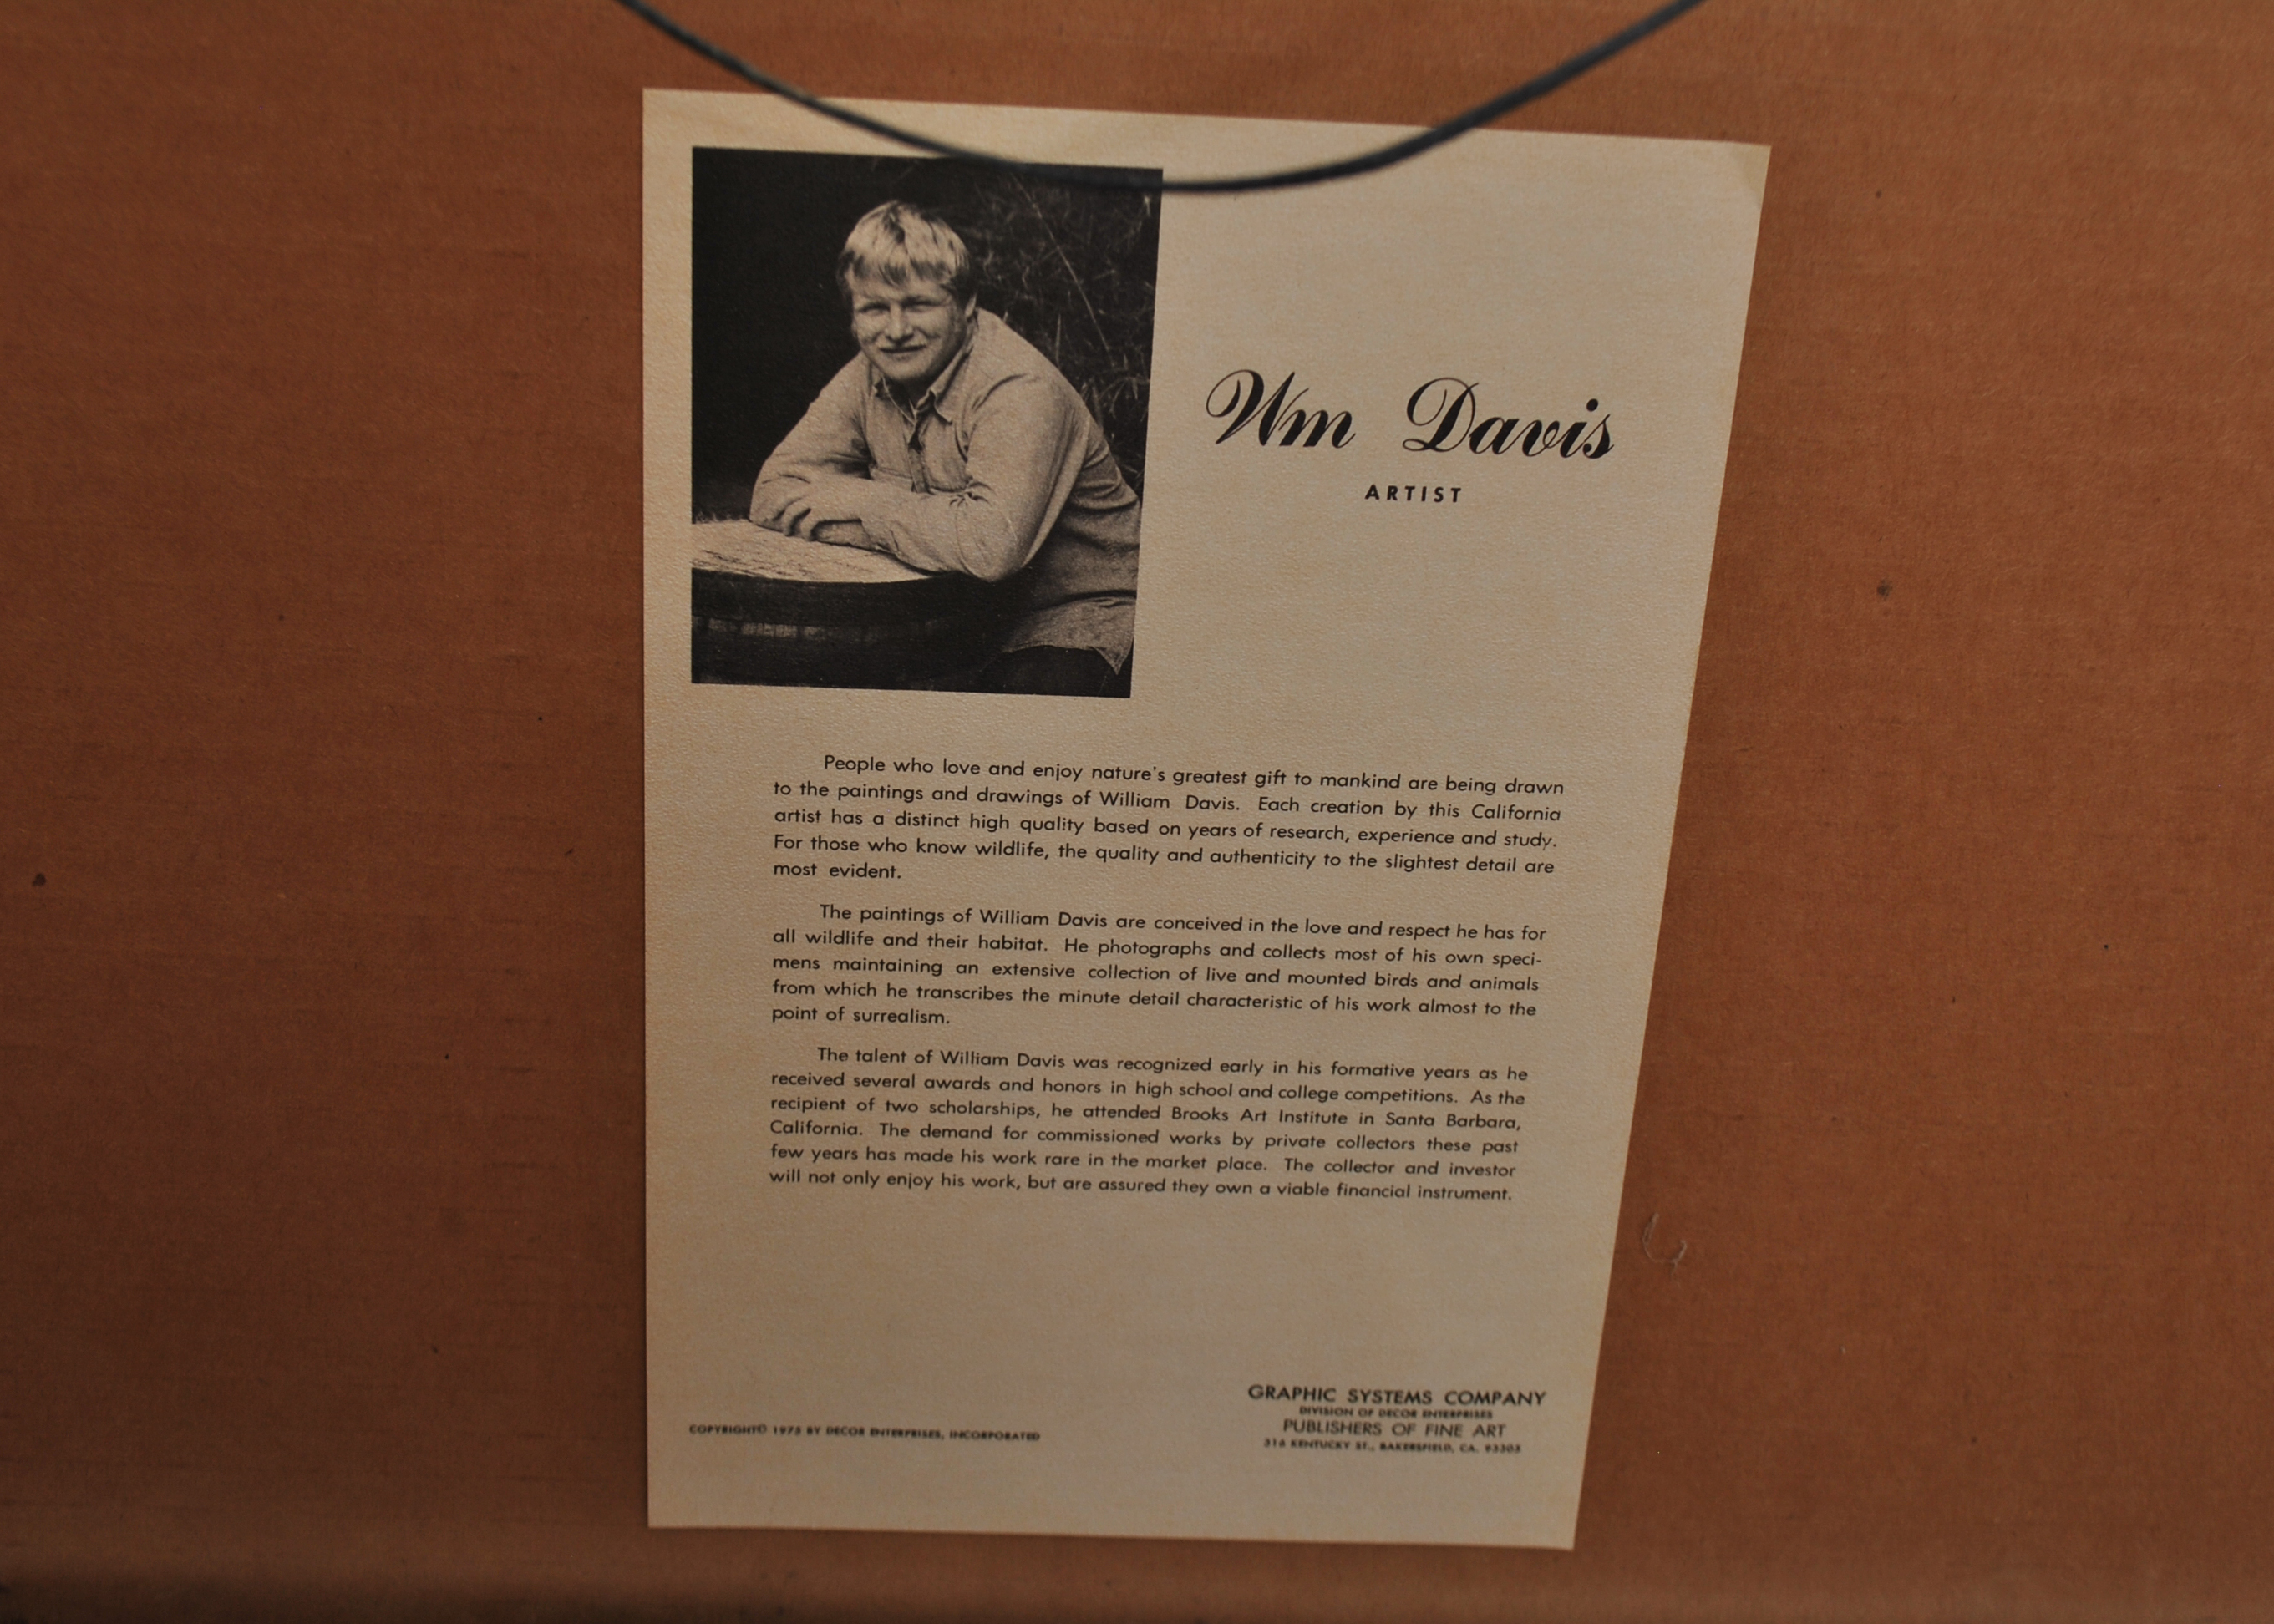 Wm Davis
ARTIST
People who love and enjoy nature's greatest gift to mankind are being drawn
to the paintings and drawings of William Davis. Each creation by this California
artist has a distinct high quality based on years of research, experience and study.
For those who know wildlife, the quality and authenticity to the slightest detail are
most evident.
The paintings of William Davis are conceived in the love and respect he has for
all wildlife and their habitat. He photographs and collects most of his own speci-
mens maintaining an extensive collection of live and mounted birds and animals
from which he transcribes the minute detail characteristic of his work almost to the
point of surrealism.
The talent of William Davis was recognized early in his formative years as he
received several awards and honors in high school and college competitions. As the
recipient of two scholarships, he attended Brooks Art Institute in Santa Barbara,
California. The demand for commissioned works by private collectors these past
few years has made his work rare in the market place. The collector and investor
will not only enjoy his work, but are assured they own a viable financial instrument.
GRAPHIC SYSTEMS COMPANY
DIVISION OF DECOR ENTERPRISES
PUBLISHERS OF FINE ART
KENTUCKY ST., BAKERSFIELD, CA.
COPYRIGHT© BY DECOR ENTERPRISES, INCORPORATED